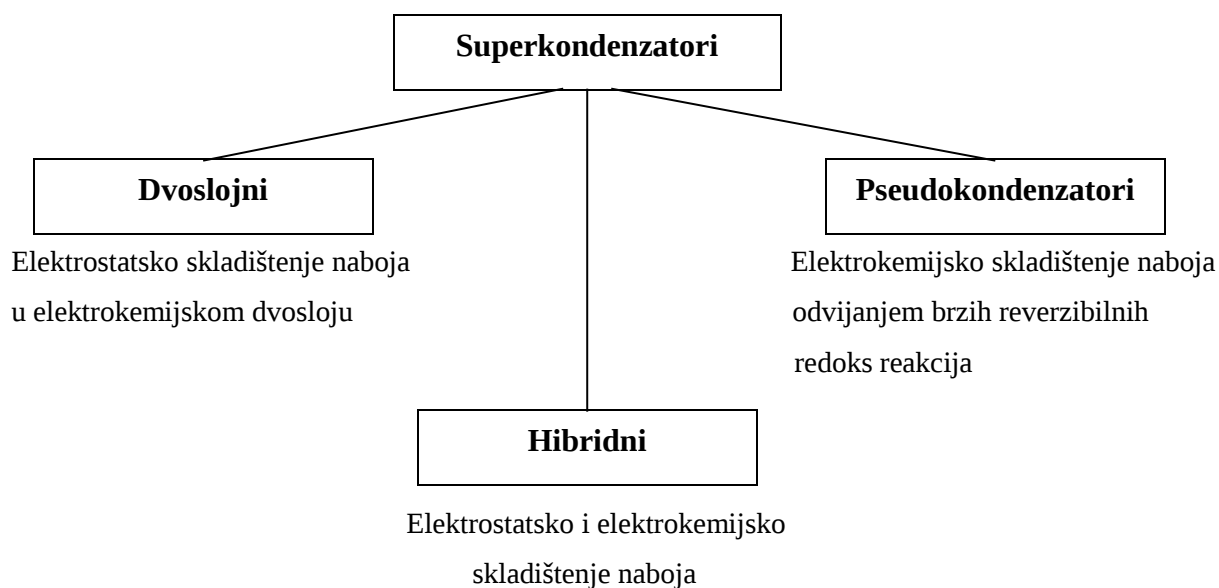 Superkondenzatori
Dvoslojni
Elektrostatsko skladištenje naboja
u elektrokemijskom dvosloju
Pseudokondenzatori
Elektrokemijsko skladištenje naboja
odvijanjem brzih reverzibilnih
redoks reakcija
Hibridni
Elektrostatsko i elektrokemijsko
skladištenje naboja